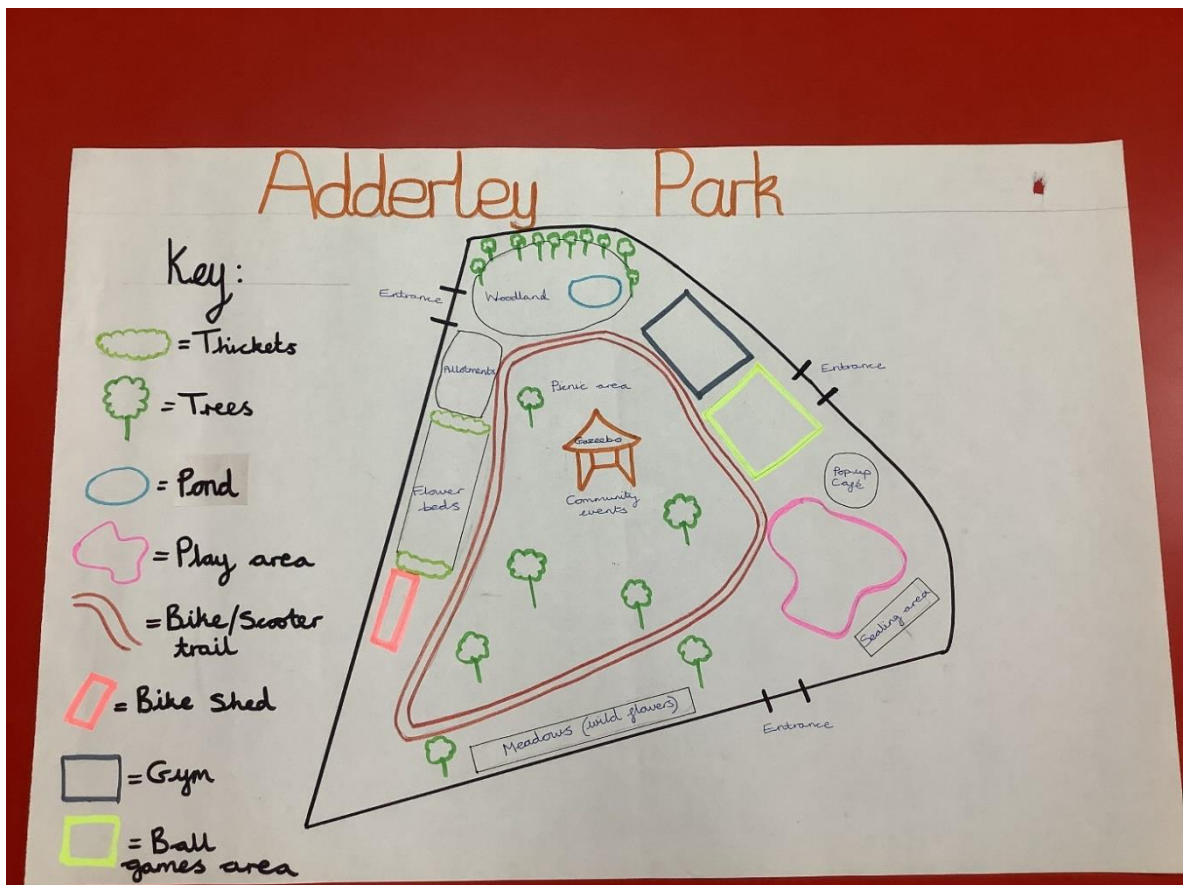 Adderley Park
Key:
= Thickets
= Trees
= Pond
= Play area
= Bike/Scooter
trail
= Bike Shed
= Gym
= Ball
games area
Entrance
Woodland
Allotments
Flower
beds
Picnic area
Gazeebo
Community
events
Entrance
Pop up
Café
Seating area
Meadows (wild flowers)
Entrance